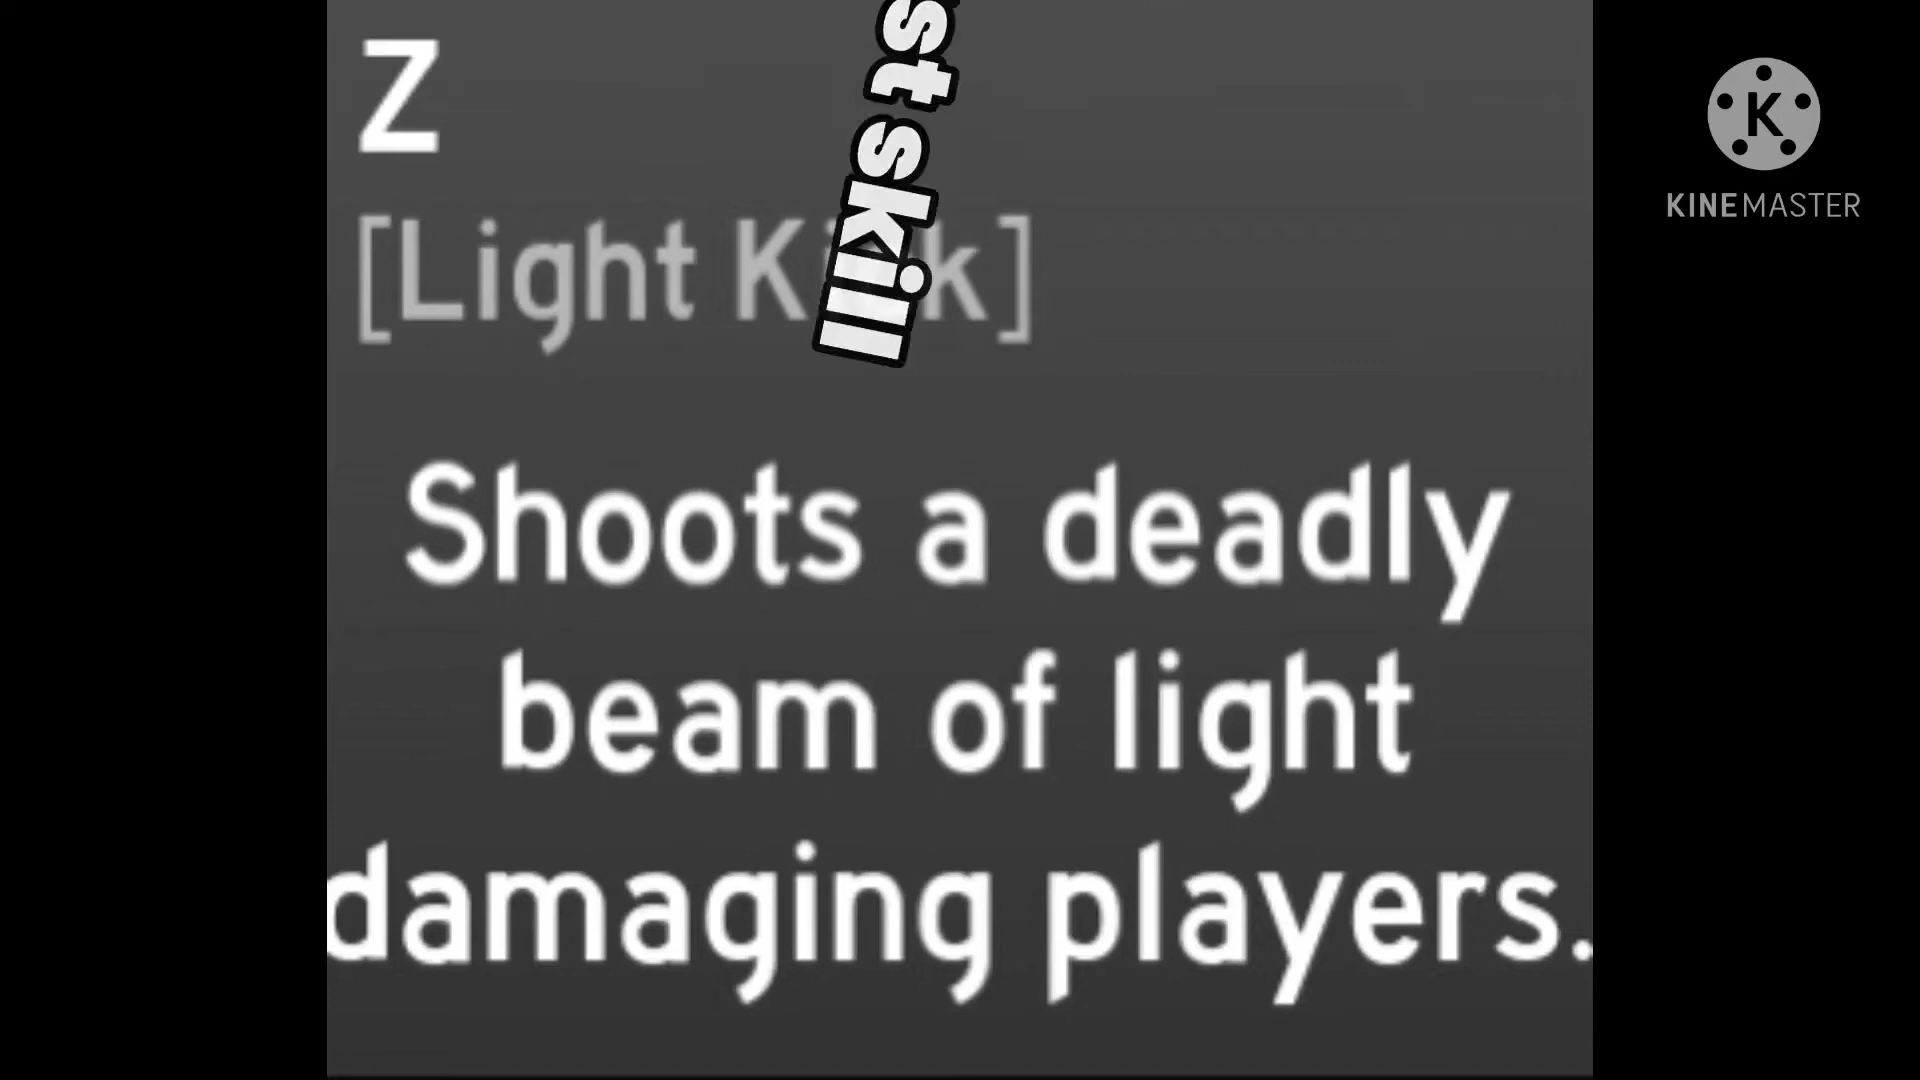 Z
[Light Kick]
st skill
Shoots a deadly
beam of light
damaging players.
K
KINEMASTER